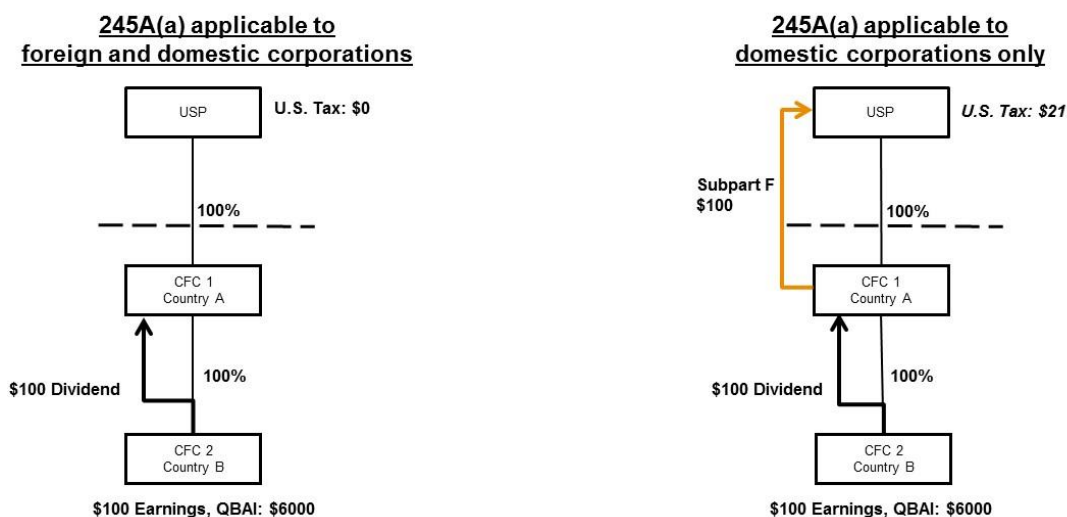 245A(a) applicable to
foreign and domestic corporations
USP
U.S. Tax: $0
100%
CFC 1
Country A
$100 Dividend
100%
CFC 2
Country B
$100 Earnings, QBAI: $6000
245A(a) applicable to
domestic corporations only
USP
U.S. Tax: $21
Subpart F
$100
100%
CFC 1
Country A
$100 Dividend
100%
CFC 2
Country B
$100 Earnings, QBAI: $6000